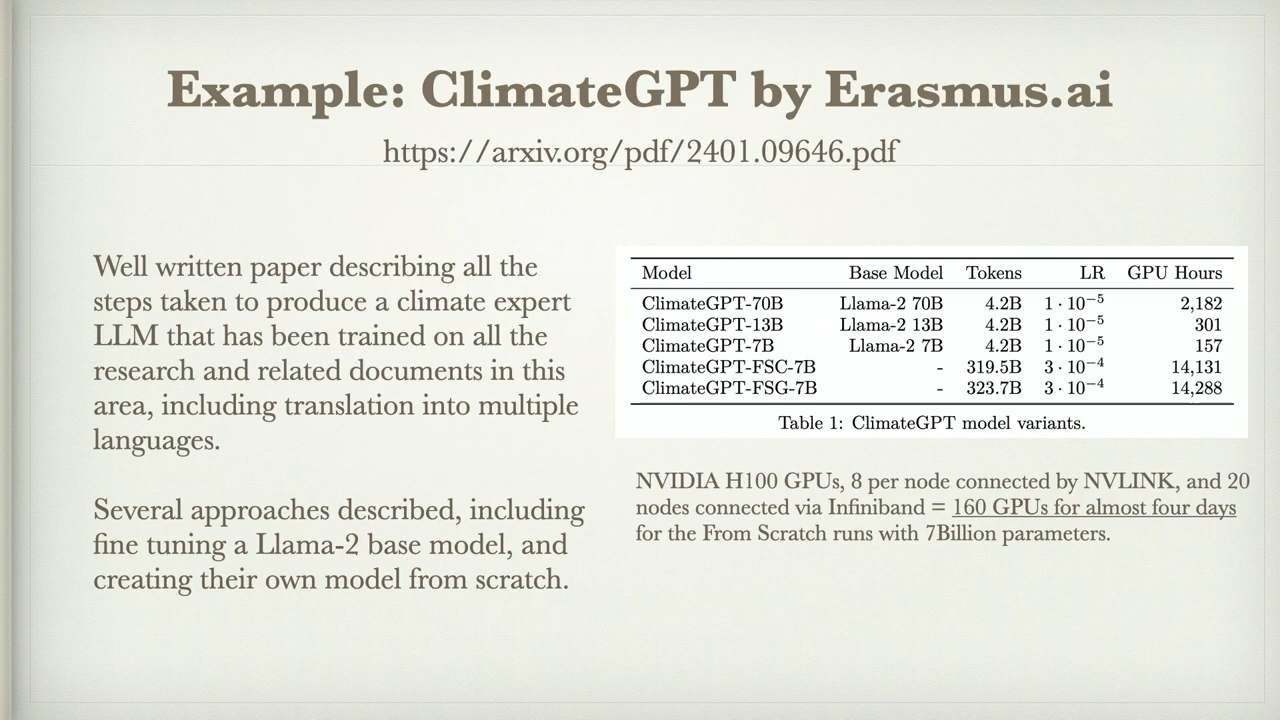 Example: ClimateGPT by Erasmus.ai
https://arxiv.org/pdf/2401.09646.pdf
Well written paper describing all the
steps taken to produce a climate expert
LLM that has been trained on all the
research and related documents in this
area, including translation into multiple
languages.
Several approaches described, including
fine tuning a Llama-2 base model, and
creating their own model from scratch.
Model Base Model Tokens LR GPU Hours
ClimateGPT-70B Llama-2 70B 4.2B 1 · 10⁻⁵ 2,182
ClimateGPT-13B Llama-2 13B 4.2B 1 · 10⁻⁵ 301
ClimateGPT-7B Llama-2 7B 4.2B 1 · 10⁻⁵ 157
ClimateGPT-FSC-7B - 319.5B 3 · 10⁻⁴ 14,131
ClimateGPT-FSG-7B - 323.7B 3 · 10⁻⁴ 14,288
Table 1: ClimateGPT model variants.
NVIDIA H100 GPUs, 8 per node connected by NVLINK, and 20
nodes connected via Infiniband = 160 GPUs for almost four days
for the From Scratch runs with 7Billion parameters.